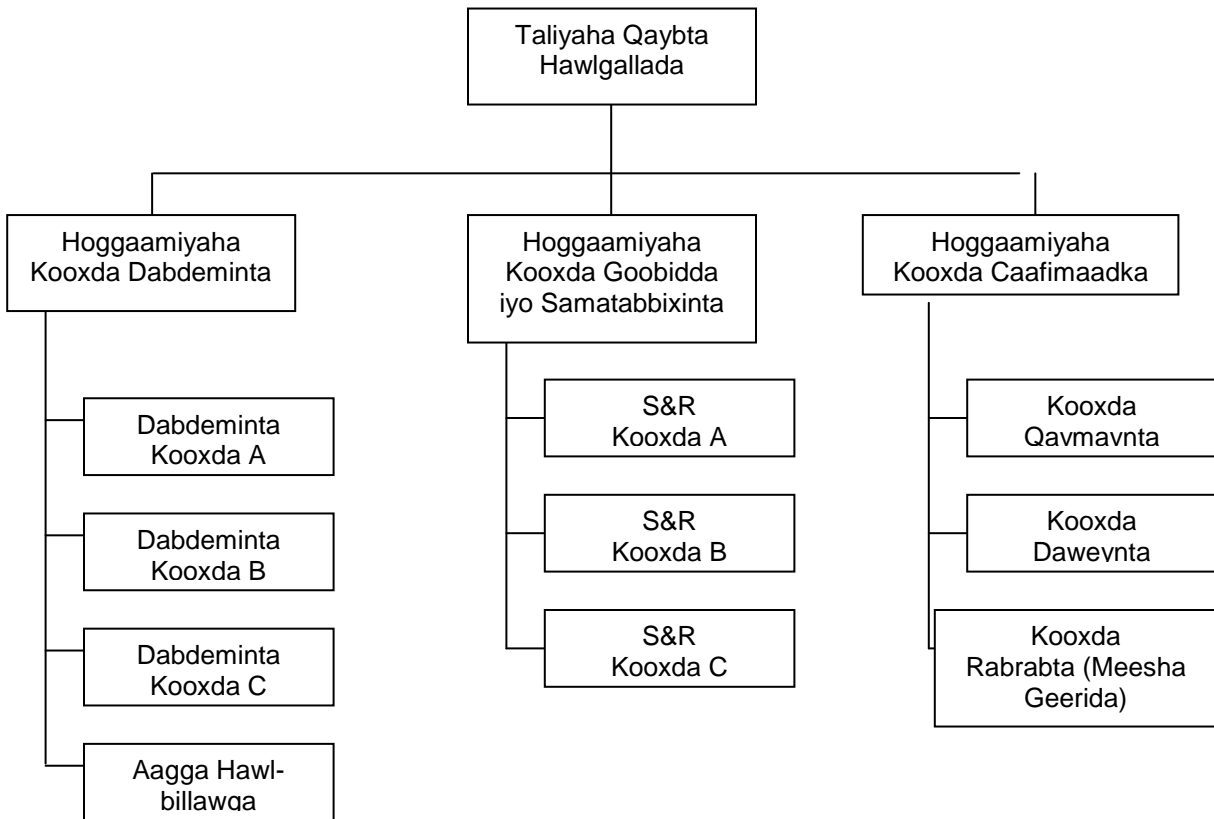 Taliyaha Qaybta
Hawlgallada
Hoggaamiyaha
Kooxda Dabdeminta
Hoggaamiyaha
Kooxda Goobidda
iyo Samatabbixinta
Hoggaamiyaha
Kooxda Caafimaadka
Dabdeminta
Kooxda A
Dabdeminta
Kooxda B
Dabdeminta
Kooxda C
Aagga Hawl-
billawga
S&R
Kooxda A
S&R
Kooxda B
S&R
Kooxda C
Kooxda
Qaymaynta
Kooxda
Daweynta
Kooxda
Rabrabta (Meesha
Geerida)